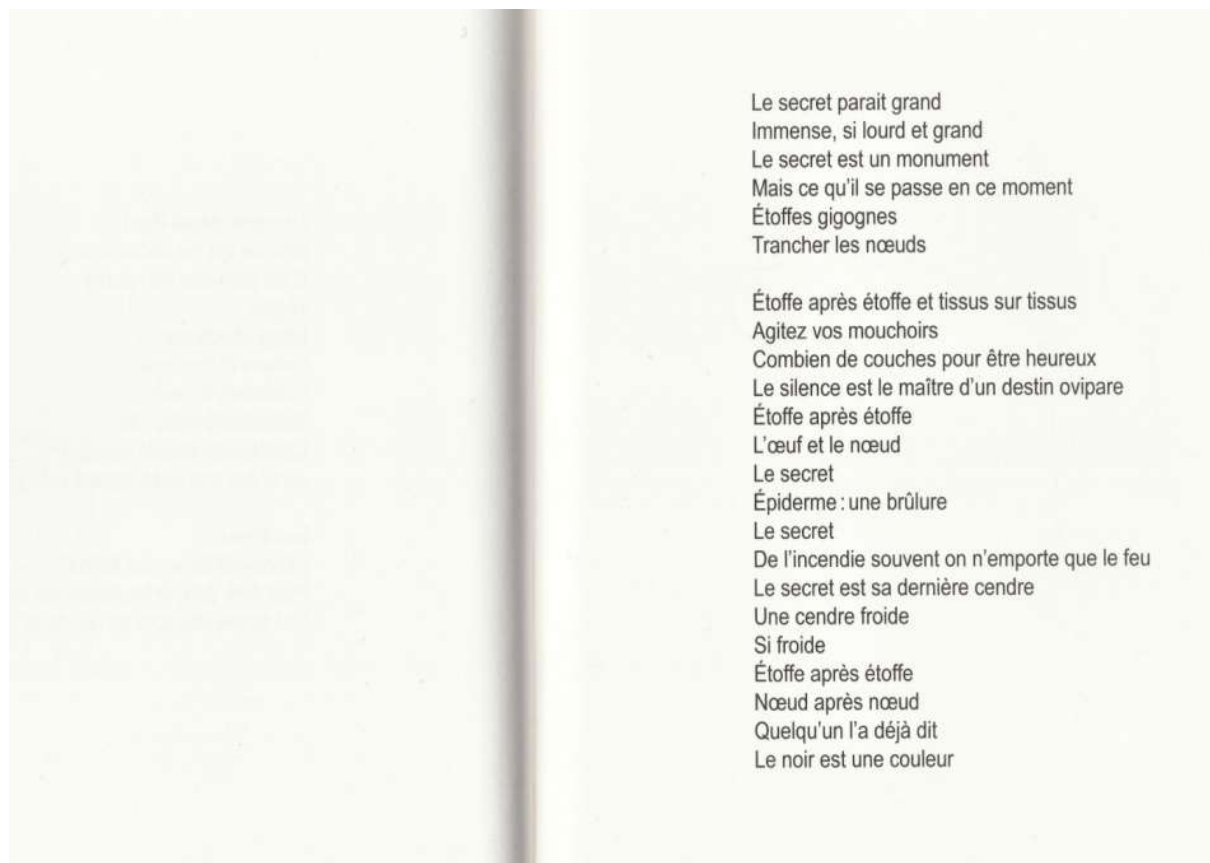 Le secret parait grand
Immense, si lourd et grand
Le secret est un monument
Mais ce qu'il se passe en ce moment
Étoffes gigognes
Trancher les nœuds
Étoffe après étoffe et tissus sur tissus
Agitez vos mouchoirs
Combien de couches pour être heureux
Le silence est le maître d'un destin ovipare
Étoffe après étoffe
L'œuf et le nœud
Le secret
Épiderme : une brûlure
Le secret
De l'incendie souvent on n'emporte que le feu
Le secret est sa dernière cendre
Une cendre froide
Si froide
Étoffe après étoffe
Nœud après nœud
Quelqu'un l'a déjà dit
Le noir est une couleur